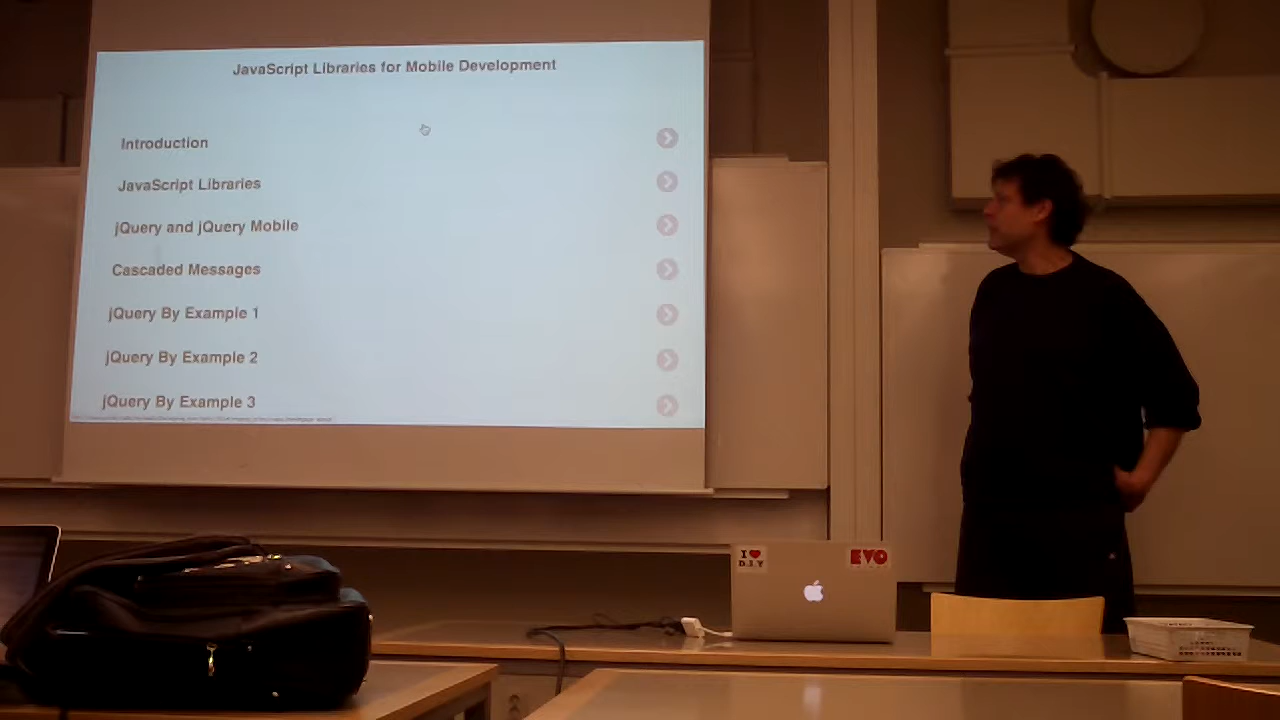 JavaScript Libraries for Mobile Development
Introduction
JavaScript Libraries
jQuery and jQuery Mobile
Cascaded Messages
jQuery By Example 1
jQuery By Example 2
jQuery By Example 3
I ♥
D.I.Y
EVO